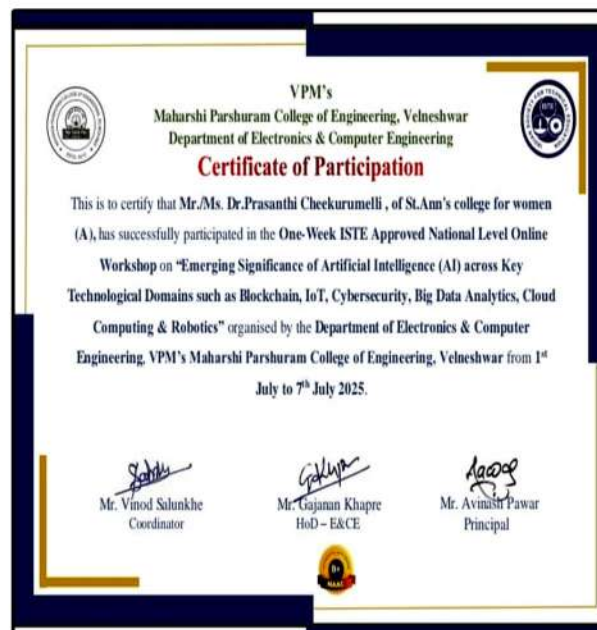 VPM's
Maharshi Parshuram College of Engineering, Velneshwar
Department of Electronics & Computer Engineering
Certificate of Participation
This is to certify that Mr./Ms. Dr.Prasanthi Cheekurumelli , of St.Ann's college for women
(A), has successfully participated in the One-Week ISTE Approved National Level Online
Workshop on “Emerging Significance of Artificial Intelligence (AI) across Key
Technological Domains such as Blockchain, IoT, Cybersecurity, Big Data Analytics, Cloud
Computing & Robotics” organised by the Department of Electronics & Computer
Engineering, VPM's Maharshi Parshuram College of Engineering, Velneshwar from 1st
July to 7th July 2025.
Mr. Vinod Salunkhe
Coordinator
Mr. Gajanan Khapre
HoD – E&CE
Mr. Avinash Pawar
Principal
B+
NAAC